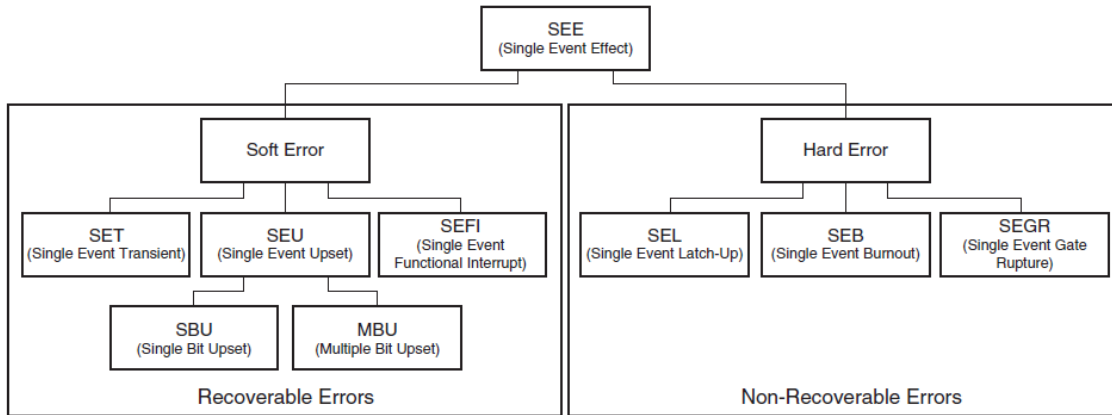 SEE
(Single Event Effect)
Soft Error
Hard Error
SET
(Single Event Transient)
SEU
(Single Event Upset)
SEFI
(Single Event
Functional Interrupt)
SEL
(Single Event Latch-Up)
SEB
(Single Event Burnout)
SEGR
(Single Event Gate
Rupture)
SBU
(Single Bit Upset)
MBU
(Multiple Bit Upset)
Recoverable Errors
Non-Recoverable Errors